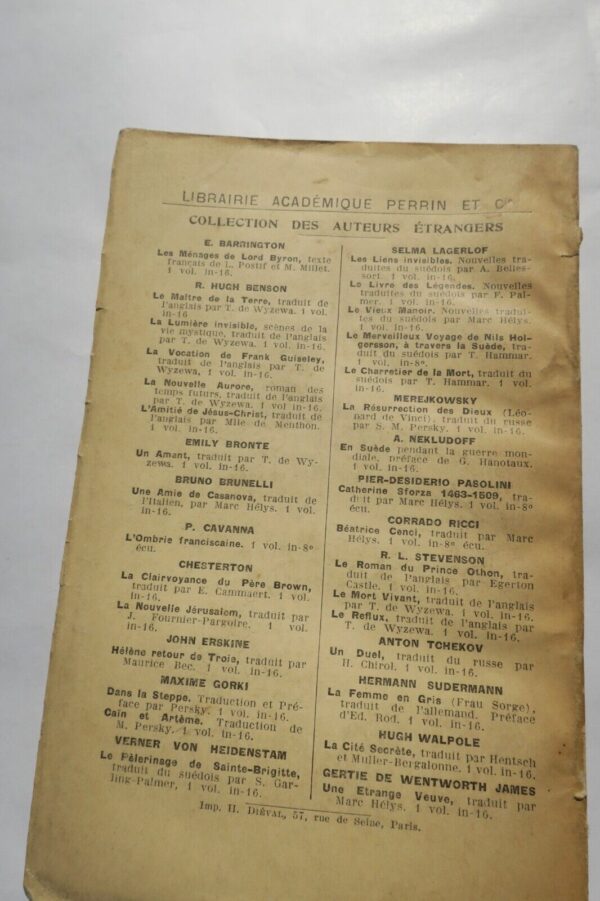 LIBRAIRIE ACADÉMIQUE PERRIN ET Cie
COLLECTION DES AUTEURS ÉTRANGERS
E. BARRINGTON
Les Ménages de Lord Byron, texte
français de L. Postif et M. Millet.
1 vol. in-16.
R. HUGH BENSON
Le Maître de la Terre, traduit de
l'anglais par T. de Wyzewa. 1 vol.
in-16
La Lumière invisible, scènes de la
vie mystique, traduit de l'anglais
par T. de Wyzewa. 1 vol. in-16.
La Vocation de Frank Guiseley,
traduit de l'anglais par T. de
Wyzewa, 1 vol. in-16.
La Nouvelle Aurore, roman des
temps futurs, traduit de l'anglais
par T. de Wyzewa. 1 vol. in-16.
L'Amitié de Jésus-Christ, traduit de
l'anglais par Mlle de Menthon.
1 vol. in-16.
EMILY BRONTE
Un Amant, traduit par T. de Wy-
zewa. 1 vol. in-16.
BRUNO BRUNELLI
Une Amie de Casanova, traduit de
l'Italien, par Marc Hélys. 1 vol.
in-16.
P. CAVANNA
L'Ombrie franciscaine. 1 vol. in-8º
écu.
CHESTERTON
La Clairvoyance du Père Brown,
traduit par E. Cammaert. 1 vol.
in-16.
La Nouvelle Jérusalem, traduit par
J. Fournier-Pargoire. 1 vol.
in-16.
JOHN ERSKINE
Hélène retour de Troie, traduit par
Maurice Bec. 1 vol. in-16.
MAXIME GORKI
Dans la Steppe. Traduction et Pré-
face par Persky. 1 vol. in-16.
Caïn et Artème. Traduction de
M. Persky. 1 vol. in-16.
VERNER VON HEIDENSTAM
Le Pèlerinage de Sainte-Brigitte,
traduit du suédois par S. Gar-
ling-Palmer, 1 vol. in-16.
SELMA LAGERLOF
Les Liens invisibles. Nouvelles tra-
duites du suédois par A. Belles-
sort. 1 vol. in-16.
Le Livre des Légendes. Nouvelles
traduites du suédois par F. Pal-
mer. 1 vol. in-16.
Le Vieux Manoir. Nouvelles tradui-
tes du suédois par Marc Hélys.
1 vol. in-16.
Le Merveilleux Voyage de Nils Hol-
gersson, à travers la Suède, tra-
duit du suédois par T. Hammar.
1 vol. in-8º.
Le Charretier de la Mort, traduit du
suédois par T. Hammar. 1 vol.
in-16.
MEREJKOWSKY
La Résurrection des Dieux (Léo-
nard de Vinci), traduit du russe
par S. M. Persky. 1 vol. in-16.
A. NEKLUDOFF
En Suède pendant la guerre mon-
diale, préface de G. Hanotaux.
1 vol. in-16.
PIER-DESIDERIO PASOLINI
Catherine Sforza 1463-1509, tra-
duit par Marc Hélys. 1 vol. in-8º
écu.
CORRADO RICCI
Béatrice Cenci, traduit par Marc
Hélys. 1 vol. in-8º écu.
R. L. STEVENSON
Le Roman du Prince Othon, tra-
duit de l'anglais par Egerton
Castle. 1 vol. in-16.
Le Mort Vivant, traduit de l'anglais
par T. de Wyzewa. 1 vol. in-16.
Le Reflux, traduit de l'anglais par
T. de Wyzewa. 1 vol. in-16.
ANTON TCHEKOV
Un Duel, traduit du russe par
H. Chirol. 1 vol. in-16.
HERMANN SUDERMANN
La Femme en Gris (Frau Sorge),
traduit de l'allemand. Préface
d'Ed. Rod. 1 vol. in-16.
HUGH WALPOLE
La Cité Secrète, traduit par Hentsch
et Muller-Bergalonne. 1 vol. in-16.
GERTIE DE WENTWORTH JAMES
Une Etrange Veuve, traduit par
Marc Hélys. 1 vol. in-16.
Imp. H. DIÉVAL, 57, rue de Seine, Paris.